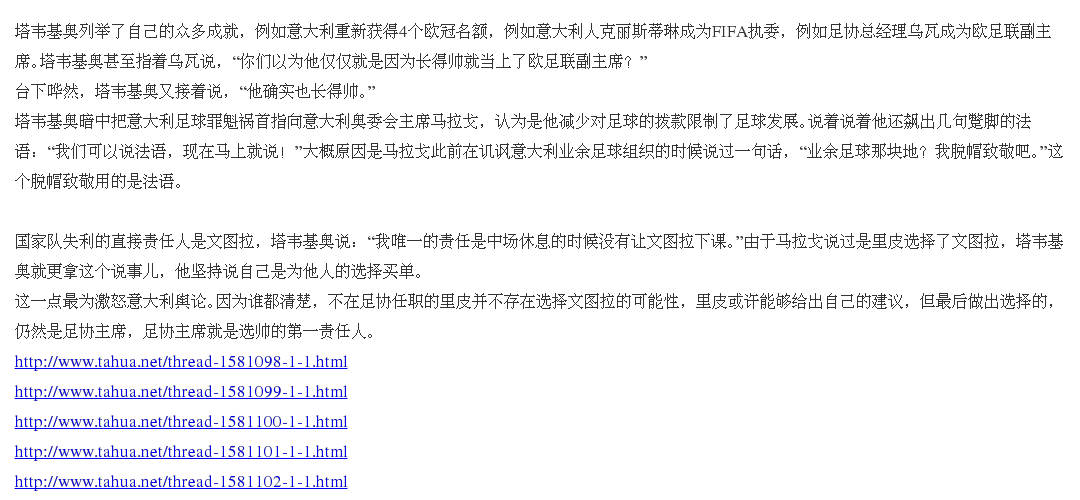 塔韦基奥列举了自己的众多成就，例如意大利重新获得4个欧冠名额，例如意大利人克丽斯蒂琳成为FIFA执委，例如足协总经理乌瓦成为欧足联副主
席。塔韦基奥甚至指着乌瓦说，“你们以为他仅仅就是因为长得帅就当上了欧足联副主席？”
台下哗然，塔韦基奥又接着说，“他确实也长得帅。”
塔韦基奥暗中把意大利足球罪魁祸首指向意大利奥委会主席马拉戈，认为是他减少对足球的拨款限制了足球发展。说着说着他还飙出几句蹩脚的法
语：“我们可以说法语，现在马上就说！”大概原因是马拉戈此前在讥讽意大利业余足球组织的时候说过一句话，“业余足球那块地？我脱帽致敬吧。”这
个脱帽致敬用的是法语。
国家队失利的直接责任人是文图拉，塔韦基奥说：“我唯一的责任是中场休息的时候没有让文图拉下课。”由于马拉戈说过是里皮选择了文图拉，塔韦基
奥就更拿这个说事儿，他坚持说自己是为他人的选择买单。
这一点最为激怒意大利舆论。因为谁都清楚，不在足协任职的里皮并不存在选择文图拉的可能性，里皮或许能够给出自己的建议，但最后做出选择的，
仍然是足协主席，足协主席就是选帅的第一责任人。
http://www.tahua.net/thread-1581098-1-1.html
http://www.tahua.net/thread-1581099-1-1.html
http://www.tahua.net/thread-1581100-1-1.html
http://www.tahua.net/thread-1581101-1-1.html
http://www.tahua.net/thread-1581102-1-1.html